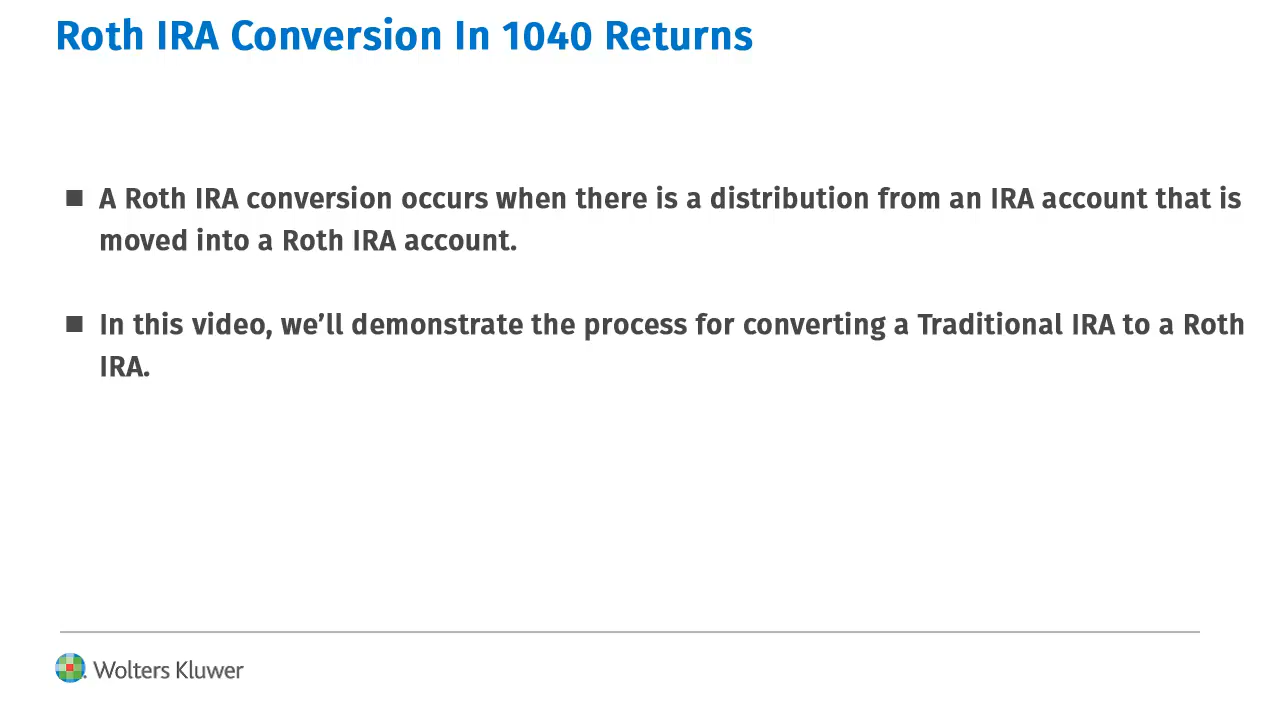 Roth IRA Conversion In 1040 Returns
■ A Roth IRA conversion occurs when there is a distribution from an IRA account that is
moved into a Roth IRA account.
■ In this video, we’ll demonstrate the process for converting a Traditional IRA to a Roth
IRA.
Wolters Kluwer